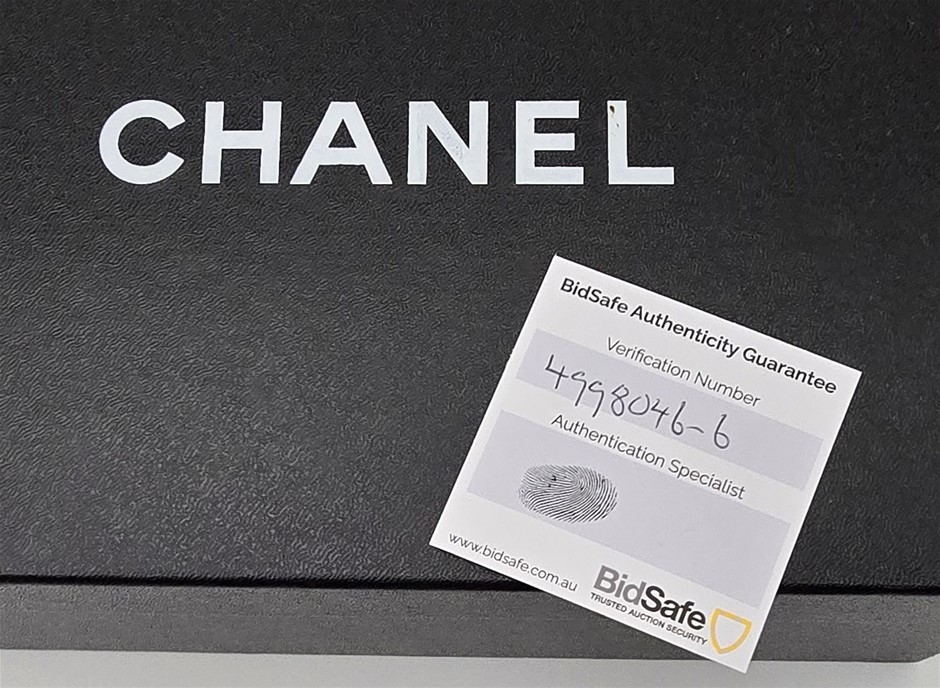 CHANEL
BidSafe Authenticity Guarantee
Verification Number
4998046-6
Authentication Specialist
www.bidsafe.com.au
BidSafe
TRUSTED AUCTION SECURITY